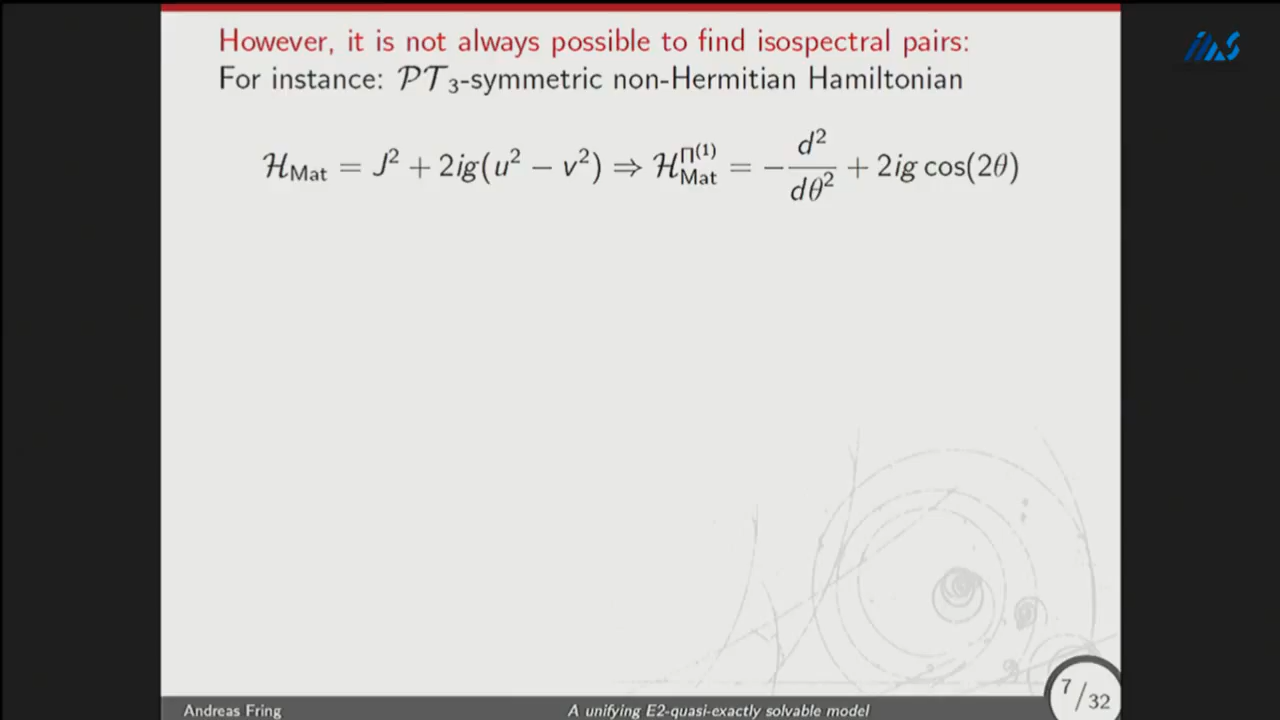 However, it is not always possible to find isospectral pairs:
IMS
For instance: 𝒫𝒯₃-symmetric non-Hermitian Hamiltonian
ℋ_Mat = J² + 2ig(u² − v²) ⇒ ℋ_Mat^Π⁽¹⁾ = −d²/dθ² + 2ig cos(2θ)
7/32
Andreas Fring A unifying E2-quasi-exactly solvable model